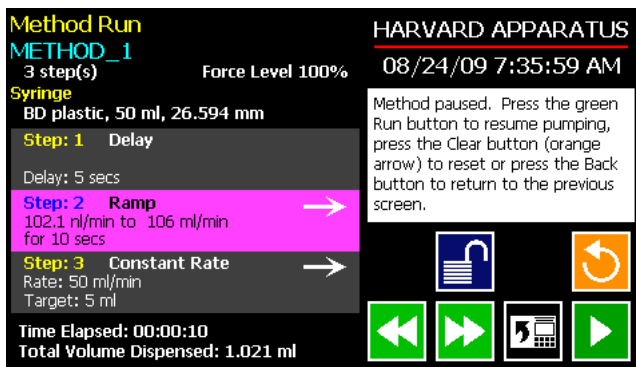 Method Run
METHOD_1
3 step(s) Force Level 100%
Syringe
BD plastic, 50 ml, 26.594 mm
Step: 1 Delay
Delay: 5 secs
Step: 2 Ramp
102.1 nl/min to 106 ml/min
for 10 secs
Step: 3 Constant Rate
Rate: 50 ml/min
Target: 5 ml
Time Elapsed: 00:00:10
Total Volume Dispensed: 1.021 ml
HARVARD APPARATUS
08/24/09 7:35:59 AM
Method paused. Press the green
Run button to resume pumping,
press the Clear button (orange
arrow) to reset or press the Back
button to return to the previous
screen.